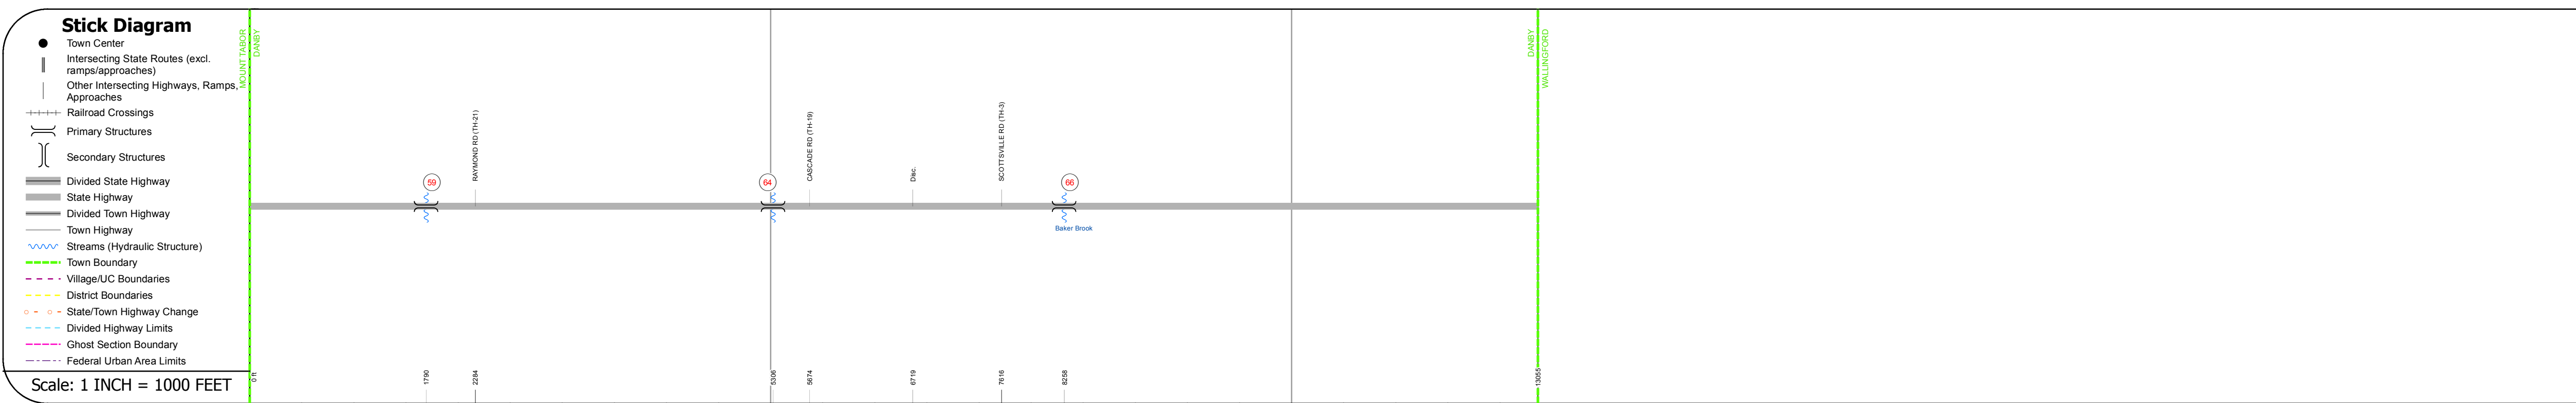 Stick Diagram
Town Center
Intersecting State Routes (excl.
ramps/approaches)
Other Intersecting Highways, Ramps,
Approaches
Railroad Crossings
Primary Structures
Secondary Structures
Divided State Highway
State Highway
Divided Town Highway
Town Highway
Streams (Hydraulic Structure)
Town Boundary
Village/UC Boundaries
District Boundaries
State/Town Highway Change
Divided Highway Limits
Ghost Section Boundary
Federal Urban Area Limits
Scale: 1 INCH = 1000 FEET
MOUNT TABOR
DANBY
59
RAYMOND RD (TH-21)
64
CASCADE RD (TH-19)
Disc.
SCOTTSVILLE RD (TH-3)
66
Baker Brook
DANBY
WALLINGFORD
0 ft
1790
2284
5306
5674
6719
7616
8258
13055